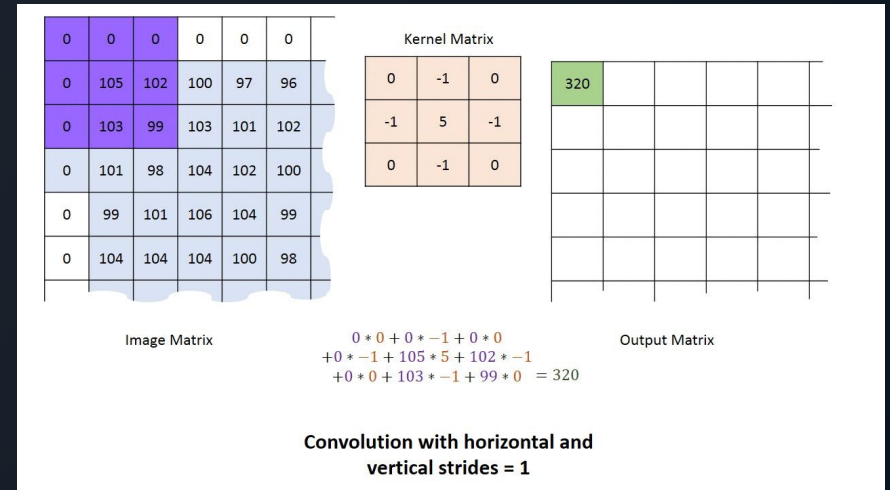 Kernel Matrix
0 0 0 0 0 0
0 105 102 100 97 96
0 103 99 103 101 102
0 101 98 104 102 100
0 99 101 106 104 99
0 104 104 104 100 98
0 -1 0
-1 5 -1
0 -1 0
320
Image Matrix
0 * 0 + 0 * −1 + 0 * 0
+0 * −1 + 105 * 5 + 102 * −1
+0 * 0 + 103 * −1 + 99 * 0 = 320
Output Matrix
Convolution with horizontal and
vertical strides = 1